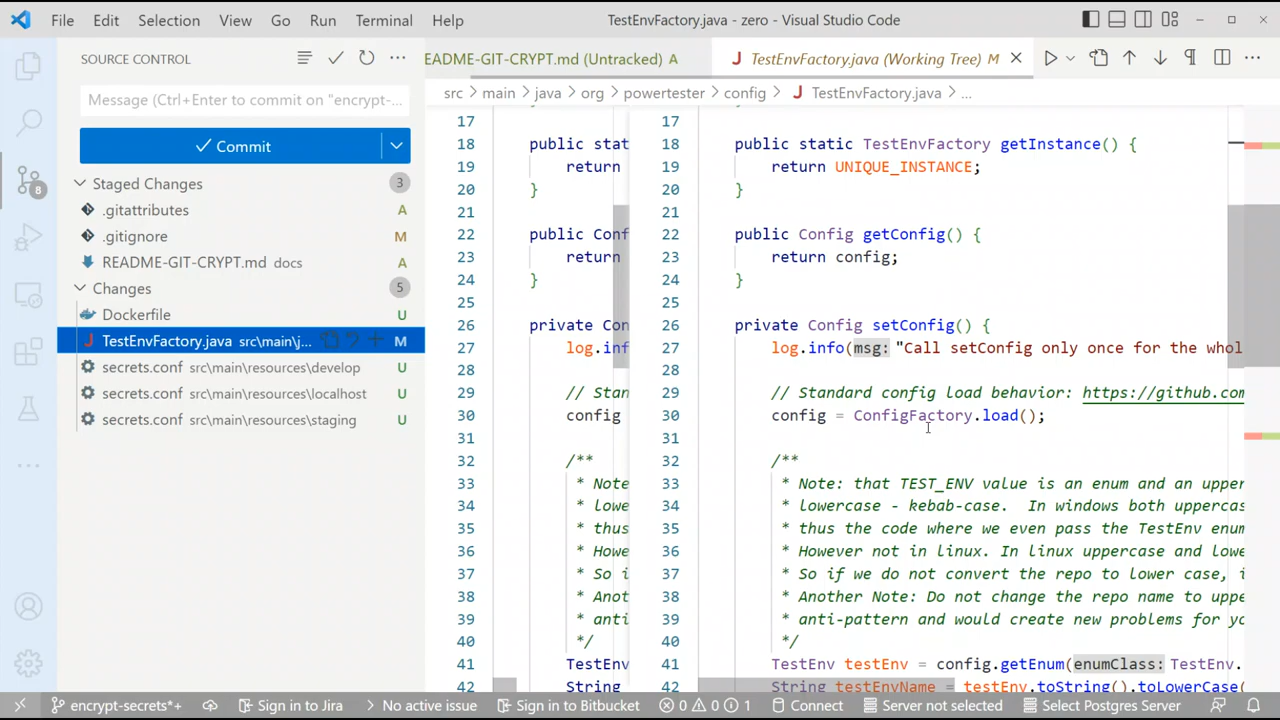 File Edit Selection View Go Run Terminal Help TestEnvFactory.java - zero - Visual Studio Code
SOURCE CONTROL
EADME-GIT-CRYPT.md (Untracked) A
TestEnvFactory.java (Working Tree) M
src main java org powertester config TestEnvFactory.java ...
Message (Ctrl+Enter to commit on "encrypt-...
Commit
Staged Changes 3
.gitattributes A
.gitignore M
README-GIT-CRYPT.md docs A
Changes 5
Dockerfile U
TestEnvFactory.java src\main\j... M
secrets.conf src\main\resources\develop U
secrets.conf src\main\resources\localhost U
secrets.conf src\main\resources\staging U
8
17
18 public stat
19 return
20 }
21
22 public Conf
23 return
24 }
25
26 private Con
27 log.inf
28
29 // Stan
30 config
31
32 /**
33 * Note
34 * lowe
35 * thus
36 * Howe
37 * So i
38 * Anot
39 * anti
40 */
41 TestEnv
42 String
17
18 public static TestEnvFactory getInstance() {
19 return UNIQUE_INSTANCE;
20 }
21
22 public Config getConfig() {
23 return config;
24 }
25
26 private Config setConfig() {
27 log.info(msg: "Call setConfig only once for the whol
28
29 // Standard config load behavior: https://github.com
30 config = ConfigFactory.load();
31
32 /**
33 * Note: that TEST_ENV value is an enum and an upper
34 * lowercase - kebab-case. In windows both uppercas
35 * thus the code where we even pass the TestEnv enum
36 * However not in linux. In linux uppercase and lowe
37 * So if we do not convert the repo to lower case, i
38 * Another Note: Do not change the repo name to uppe
39 * anti-pattern and would create new problems for yo
40 */
41 TestEnv testEnv = config.getEnum(enumClass: TestEnv.
42 String testEnvName = testEnv.toString().toLowerCase(
encrypt-secrets*+ Sign in to Jira No active issue Sign in to Bitbucket 0 0 1 Connect Server not selected Select Postgres Server